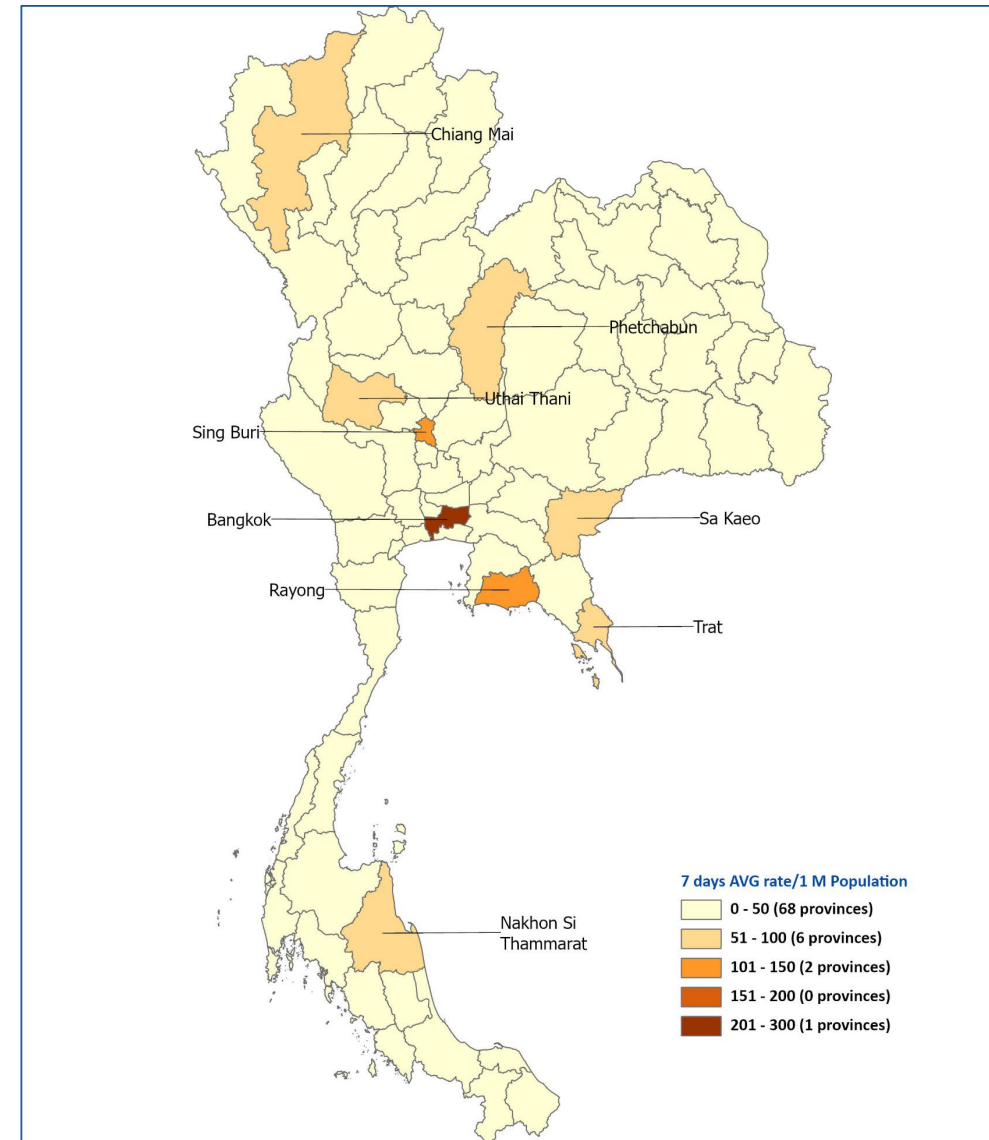 Chiang Mai
Phetchabun
Uthai Thani
Sing Buri
Bangkok
Sa Kaeo
Rayong
Trat
Nakhon Si
Thammarat
7 days AVG rate/1 M Population
0 - 50 (68 provinces)
51 - 100 (6 provinces)
101 - 150 (2 provinces)
151 - 200 (0 provinces)
201 - 300 (1 provinces)